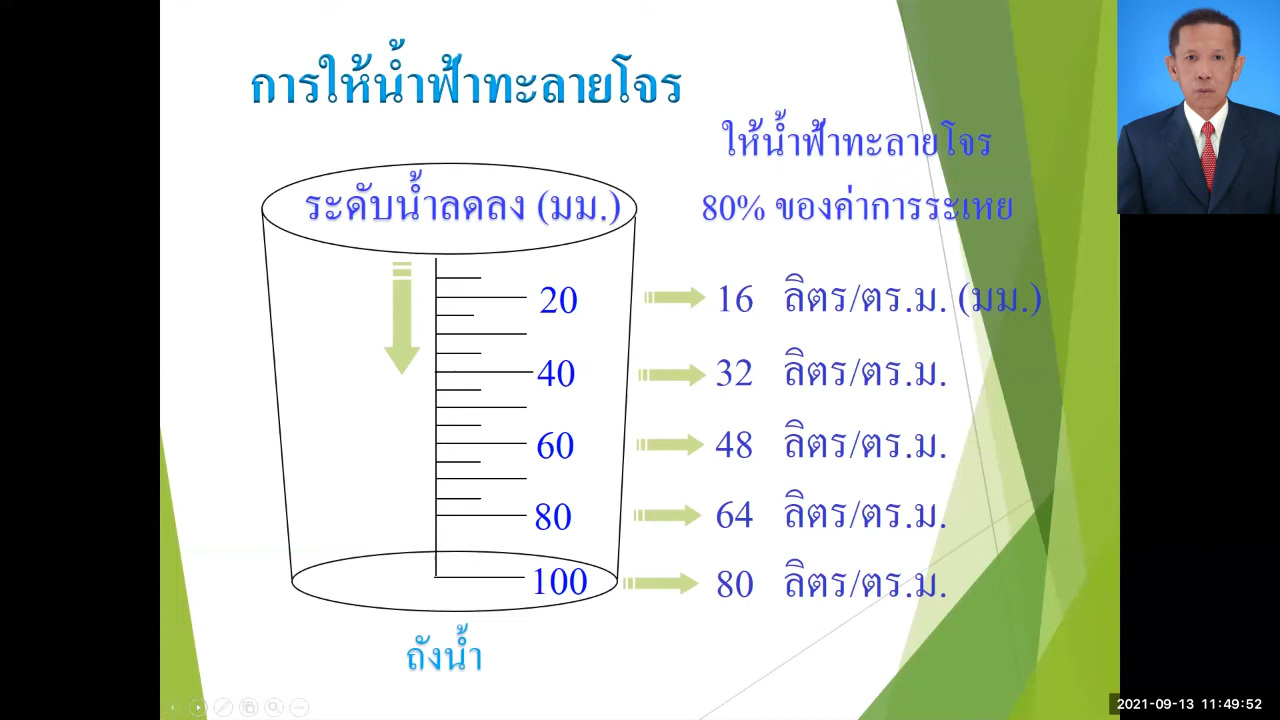 การให้น้ำฟ้าทะลายโจร
ให้น้ำฟ้าทะลายโจร
80% ของค่าการระเหย
ระดับน้ำลดลง (มม.)
20 16 ลิตร/ตร.ม. (มม.)
40 32 ลิตร/ตร.ม.
60 48 ลิตร/ตร.ม.
80 64 ลิตร/ตร.ม.
100 80 ลิตร/ตร.ม.
ถังน้ำ
2021-09-13 11:49:52